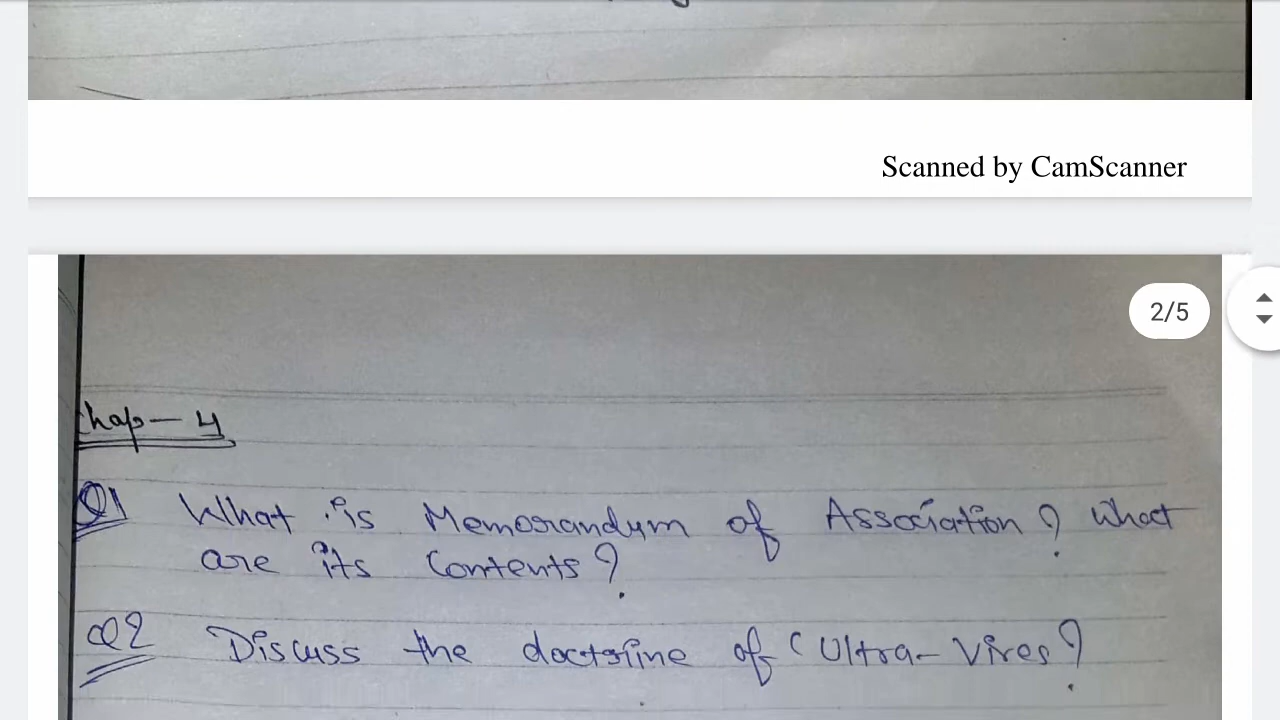 Scanned by CamScanner
2/5
Chap - 4
Q1 What is Memorandum of Association? What
are its Contents?
Q2 Discuss the doctrine of (Ultra-Vires?